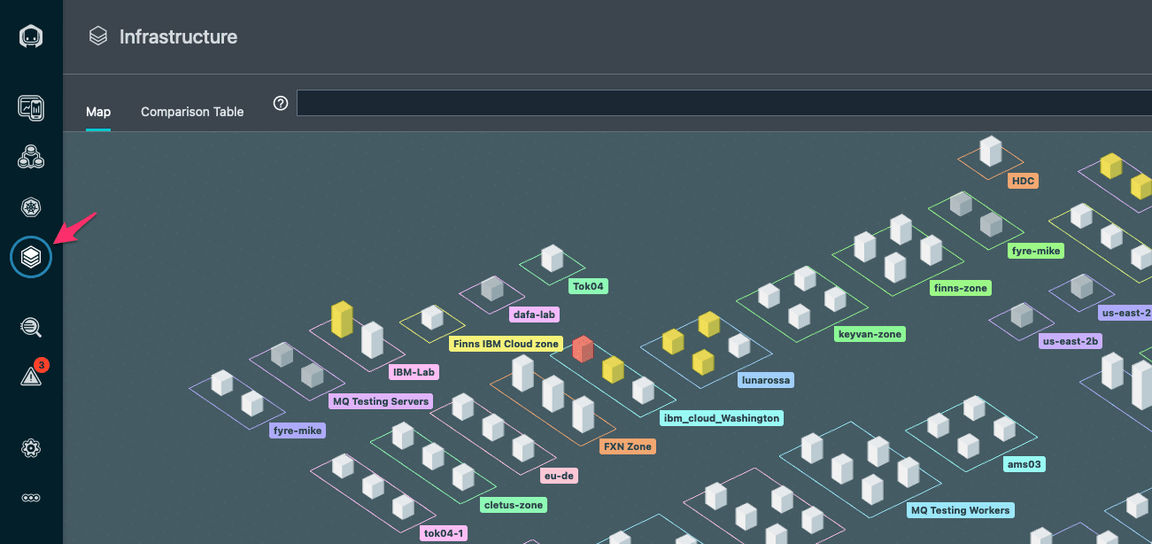 Infrastructure
Map
Comparison Table
?
HDC
fyre-mike
Tok04
finns-zone
dafa-lab
us-east-2
keyvan-zone
us-east-2b
Finns IBM Cloud zone
IBM-Lab
3
lunarossa
MQ Testing Servers
ibm_cloud_Washington
fyre-mike
FXN Zone
ams03
eu-de
cletus-zone
MQ Testing Workers
tok04-1